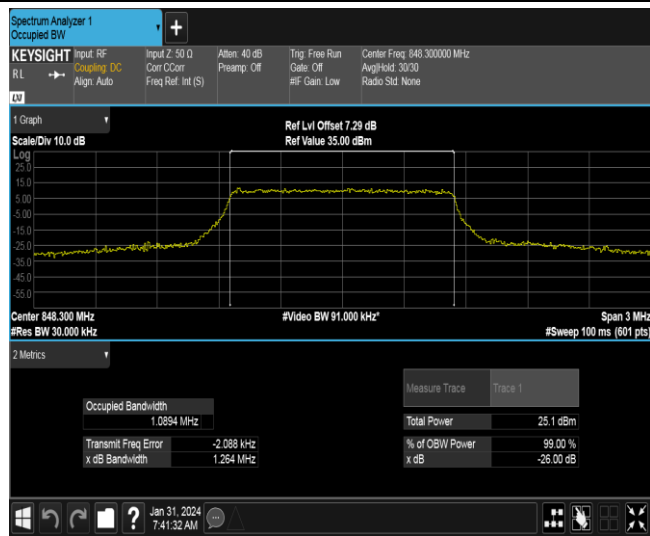 Spectrum Analyzer 1
Occupied BW
+
KEYSIGHT
RL
LXI
Input: RF
Coupling: DC
Align: Auto
Input Z: 50 Ω
Corr CCorr
Freq Ref: Int (S)
Atten: 40 dB
Preamp: Off
Trig: Free Run
Gate: Off
#IF Gain: Low
Center Freq: 848.300000 MHz
Avg|Hold: 30/30
Radio Std: None
1 Graph
Ref Lvl Offset 7.29 dB
Scale/Div 10.0 dB
Ref Value 35.00 dBm
Log
25.0
15.0
5.00
-5.00
-15.0
-25.0
-35.0
-45.0
-55.0
Center 848.300 MHz
#Video BW 91.000 kHz*
Span 3 MHz
#Res BW 30.000 kHz
#Sweep 100 ms (601 pts)
2 Metrics
Measure Trace
Trace 1
Occupied Bandwidth
1.0894 MHz
Total Power
25.1 dBm
Transmit Freq Error
-2.088 kHz
% of OBW Power
99.00 %
x dB Bandwidth
1.264 MHz
x dB
-26.00 dB
?
Jan 31, 2024
7:41:32 AM